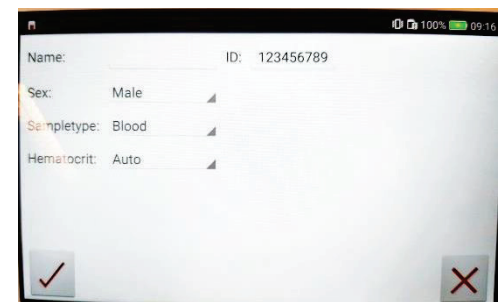 100% 09:16
Name: ID: 123456789
Sex: Male
Sampletype: Blood
Hematocrit: Auto